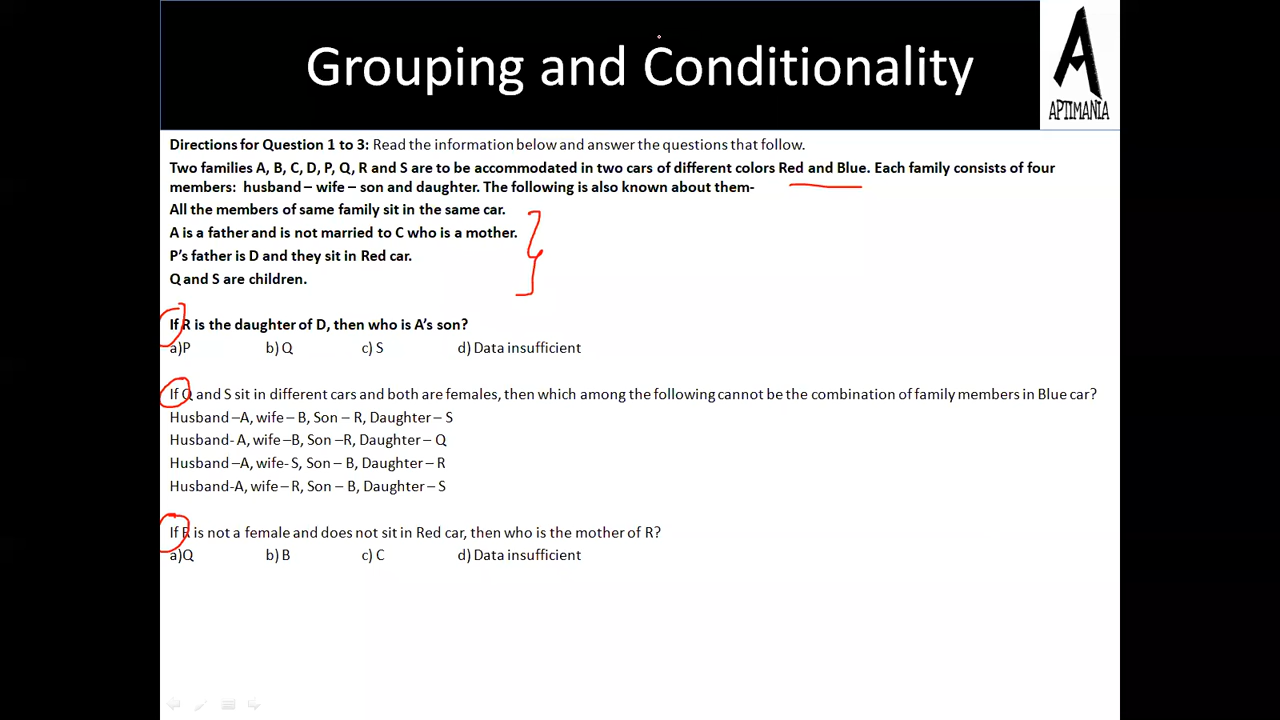 Grouping and Conditionality
A
APTIMANIA
Directions for Question 1 to 3: Read the information below and answer the questions that follow.
Two families A, B, C, D, P, Q, R and S are to be accommodated in two cars of different colors Red and Blue. Each family consists of four
members: husband – wife – son and daughter. The following is also known about them-
All the members of same family sit in the same car.
A is a father and is not married to C who is a mother.
P's father is D and they sit in Red car.
Q and S are children.
If R is the daughter of D, then who is A's son?
a)P b) Q c) S d) Data insufficient
If Q and S sit in different cars and both are females, then which among the following cannot be the combination of family members in Blue car?
Husband –A, wife – B, Son – R, Daughter – S
Husband- A, wife –B, Son –R, Daughter – Q
Husband –A, wife- S, Son – B, Daughter – R
Husband-A, wife – R, Son – B, Daughter – S
If R is not a female and does not sit in Red car, then who is the mother of R?
a)Q b) B c) C d) Data insufficient